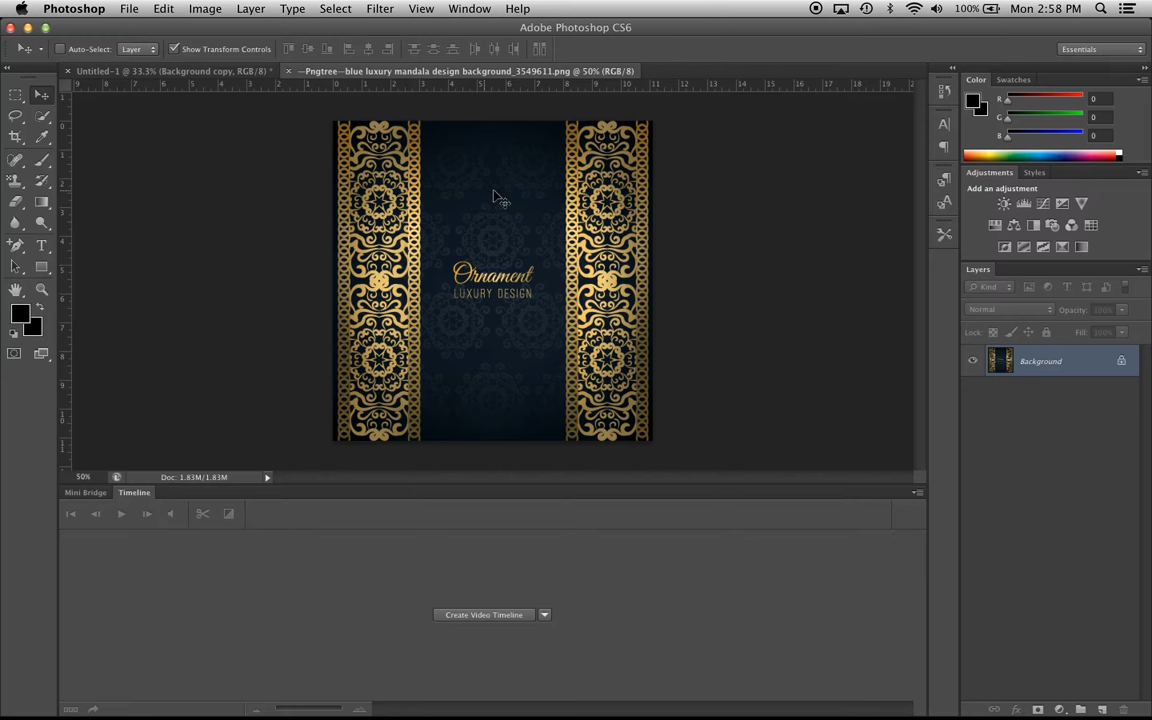 Photoshop File Edit Image Layer Type Select Filter View Window Help 100% Mon 2:58 PM
Adobe Photoshop CS6
Auto-Select: Layer Show Transform Controls Essentials
Untitled-1 @ 33.3% (Background copy, RGB/8) * —Pngtree—blue luxury mandala design background_3549611.png @ 50% (RGB/8)
Color Swatches
R 0
G 0
B 0
Adjustments Styles
Add an adjustment
Layers
Kind
Normal Opacity: 100%
Lock: Fill: 100%
Background
Ornament
LUXURY DESIGN
50% Doc: 1.83M/1.83M
Mini Bridge Timeline
Create Video Timeline